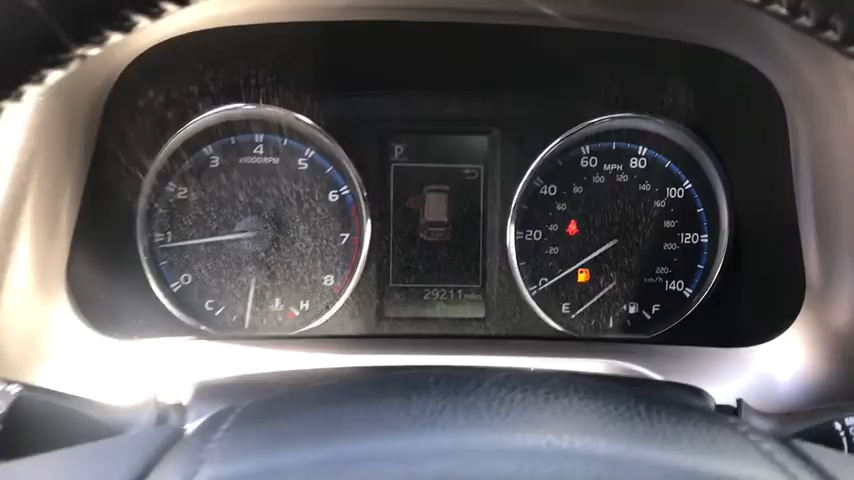 4
x1000RPM
3 5
2 6
1 7
0 8
C H
P
29211 miles
MPH
60 80
40 100
20 120
0 140
80 100 120 140
60 160
40 180
20 200
220
km/h
E F